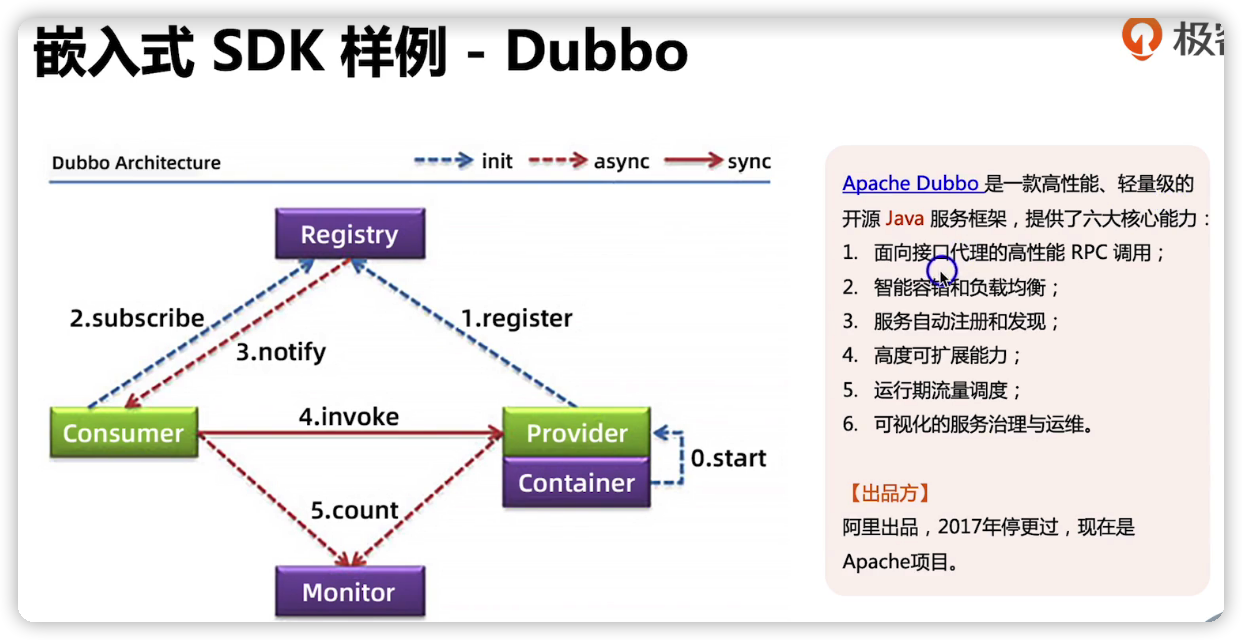 嵌入式 SDK 样例 - Dubbo
极
Dubbo Architecture
init
async
sync
Registry
2.subscribe
1.register
3.notify
Consumer
4.invoke
Provider
0.start
Container
5.count
Monitor
Apache Dubbo 是一款高性能、轻量级的
开源 Java 服务框架，提供了六大核心能力：
1. 面向接口代理的高性能 RPC 调用；
2. 智能容错和负载均衡；
3. 服务自动注册和发现；
4. 高度可扩展能力；
5. 运行期流量调度；
6. 可视化的服务治理与运维。
【出品方】
阿里出品，2017年停更过，现在是
Apache项目。